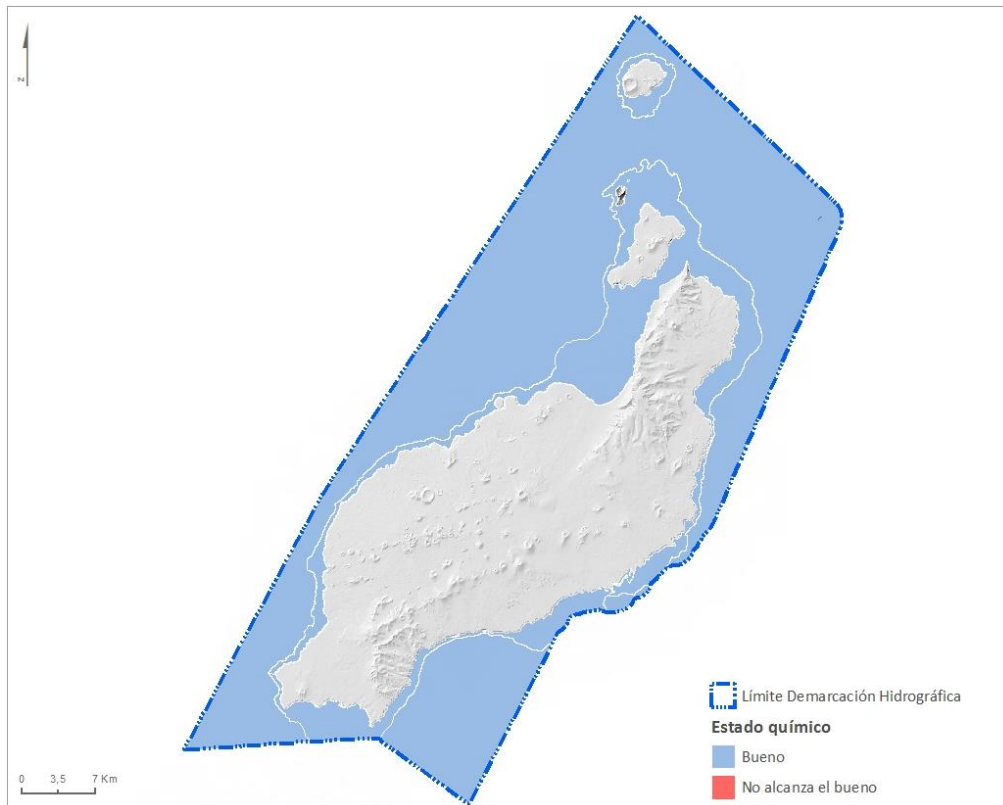 N
Límite Demarcación Hidrográfica
Estado químico
Bueno
No alcanza el bueno
0 3,5 7 Km